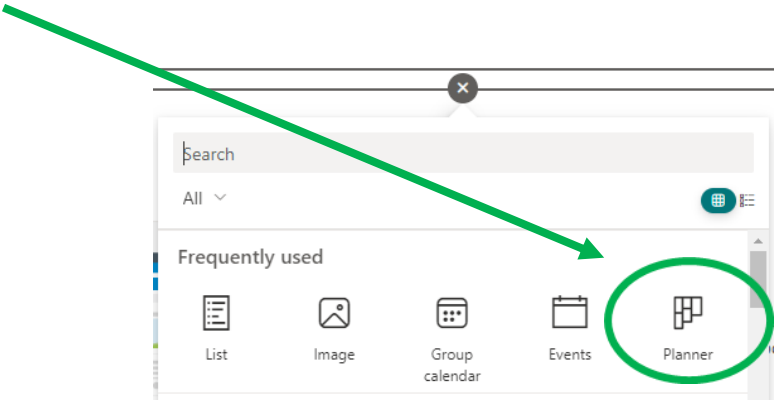 Search
All
Frequently used
List
Image
Group
calendar
Events
Planner